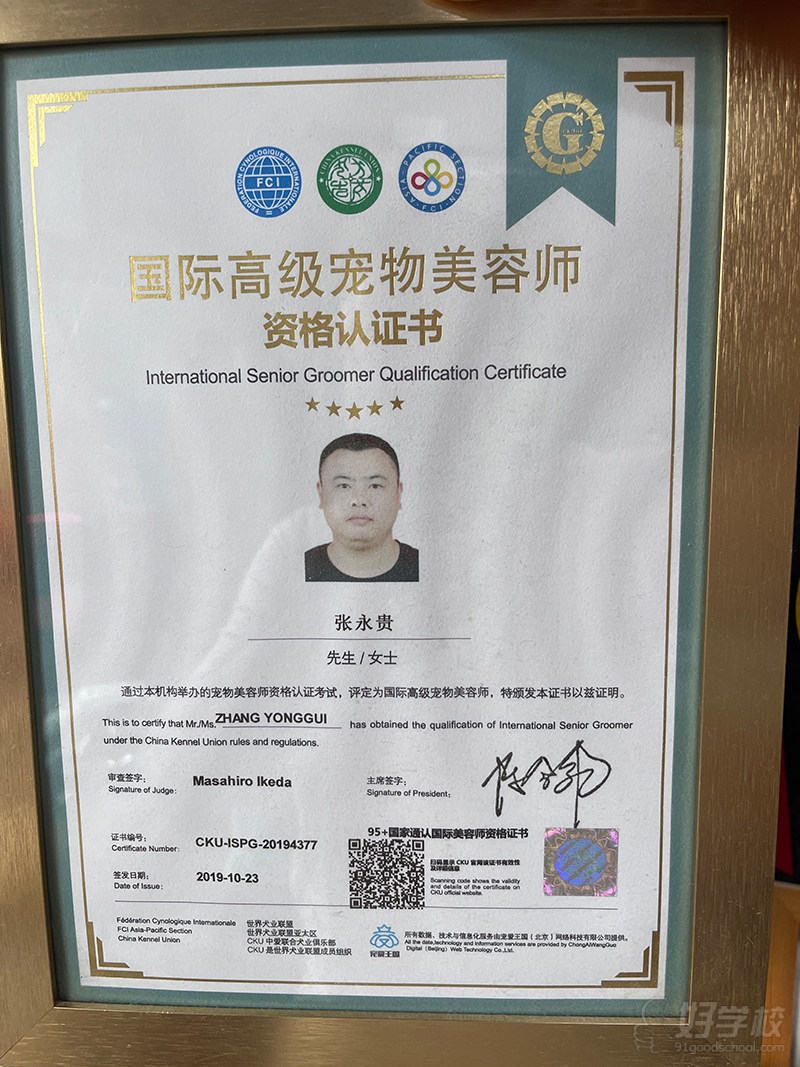 FEDERATION CYNOLOGIQUE INTERNATIONALE
FCI
CHINA KENNEL UNION
ASIA-PACIFIC SECTION
FCI
G
国际高级宠物美容师
资格认证书
International Senior Groomer Qualification Certificate
张永贵
先生 / 女士
通过本机构举办的宠物美容师资格认证考试，评定为国际高级宠物美容师，特颁发本证书以兹证明。
This is to certify that Mr./Ms. ZHANG YONGGUI has obtained the qualification of International Senior Groomer
under the China Kennel Union rules and regulations.
审查签字：
Signature of Judge：
Masahiro Ikeda
主席签字：
Signature of President：
证书编号：
Certificate Number：
CKU-ISPG-20194377
95+国家通认国际美容师资格证书
扫码显示 CKU 官网该证书有效性
及详细信息
Scanning code shows the validity
and details of the certificate on
CKU official website.
签发日期：
Date of Issue：
2019-10-23
Fédération Cynologique Internationale
FCI Asia-Pacific Section
China Kennel Union
世界犬业联盟
世界犬业联盟亚太区
CKU 中爱联合犬业俱乐部
CKU 是世界犬业联盟成员组织
宠爱王国
所有数据、技术与信息化服务由宠爱王国（北京）网络科技有限公司提供。
All the date,technology and information services are provided by ChongAiWangGuo
Digital（Beijing）Web Technology Co.,Ltd.
好学校
91goodschool.com